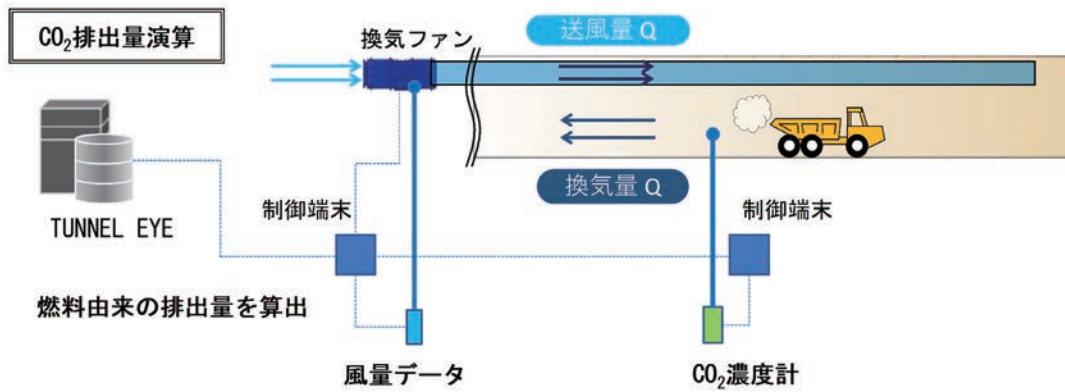 CO₂排出量演算
換気ファン
送風量 Q
換気量 Q
TUNNEL EYE
制御端末
制御端末
燃料由来の排出量を算出
風量データ
CO₂濃度計